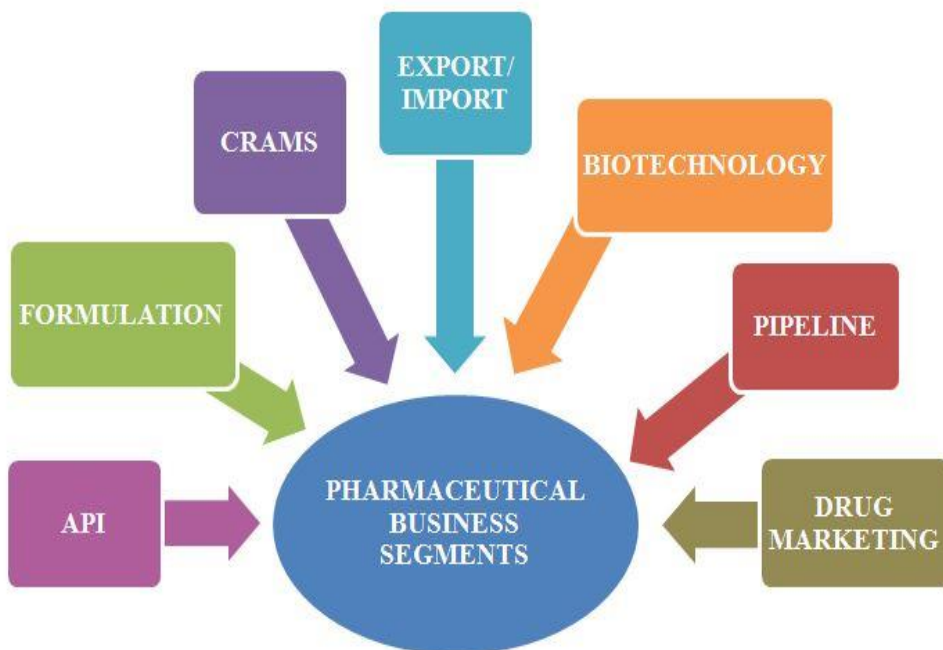 EXPORT/
IMPORT
CRAMS
BIOTECHNOLOGY
FORMULATION
PIPELINE
API
PHARMACEUTICAL
BUSINESS
SEGMENTS
DRUG
MARKETING